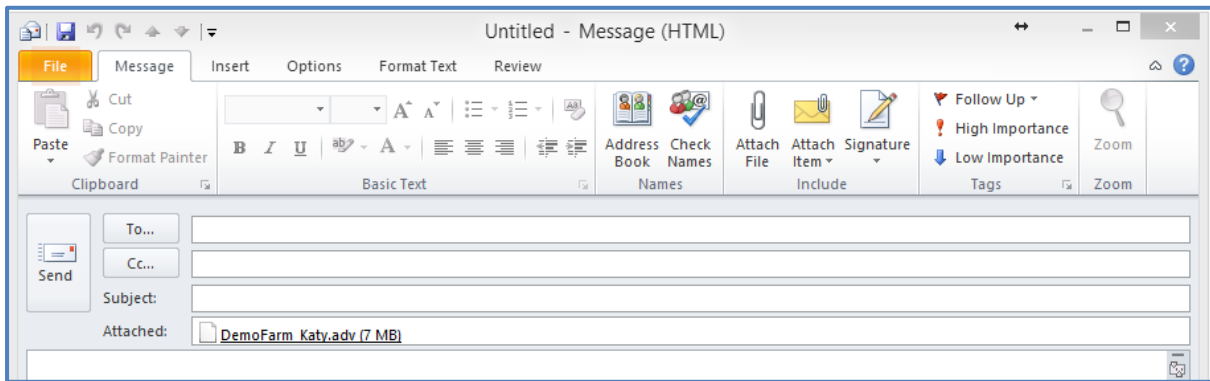 Untitled - Message (HTML)
File Message Insert Options Format Text Review
Paste
Cut
Copy
Format Painter
Clipboard
B I U aby A
A A AB
Basic Text
Address Book
Check Names
Names
Attach File
Attach Item
Signature
Include
Follow Up
High Importance
Low Importance
Tags
Zoom
Zoom
Send
To...
Cc...
Subject:
Attached: DemoFarm_Katy.adv (7 MB)